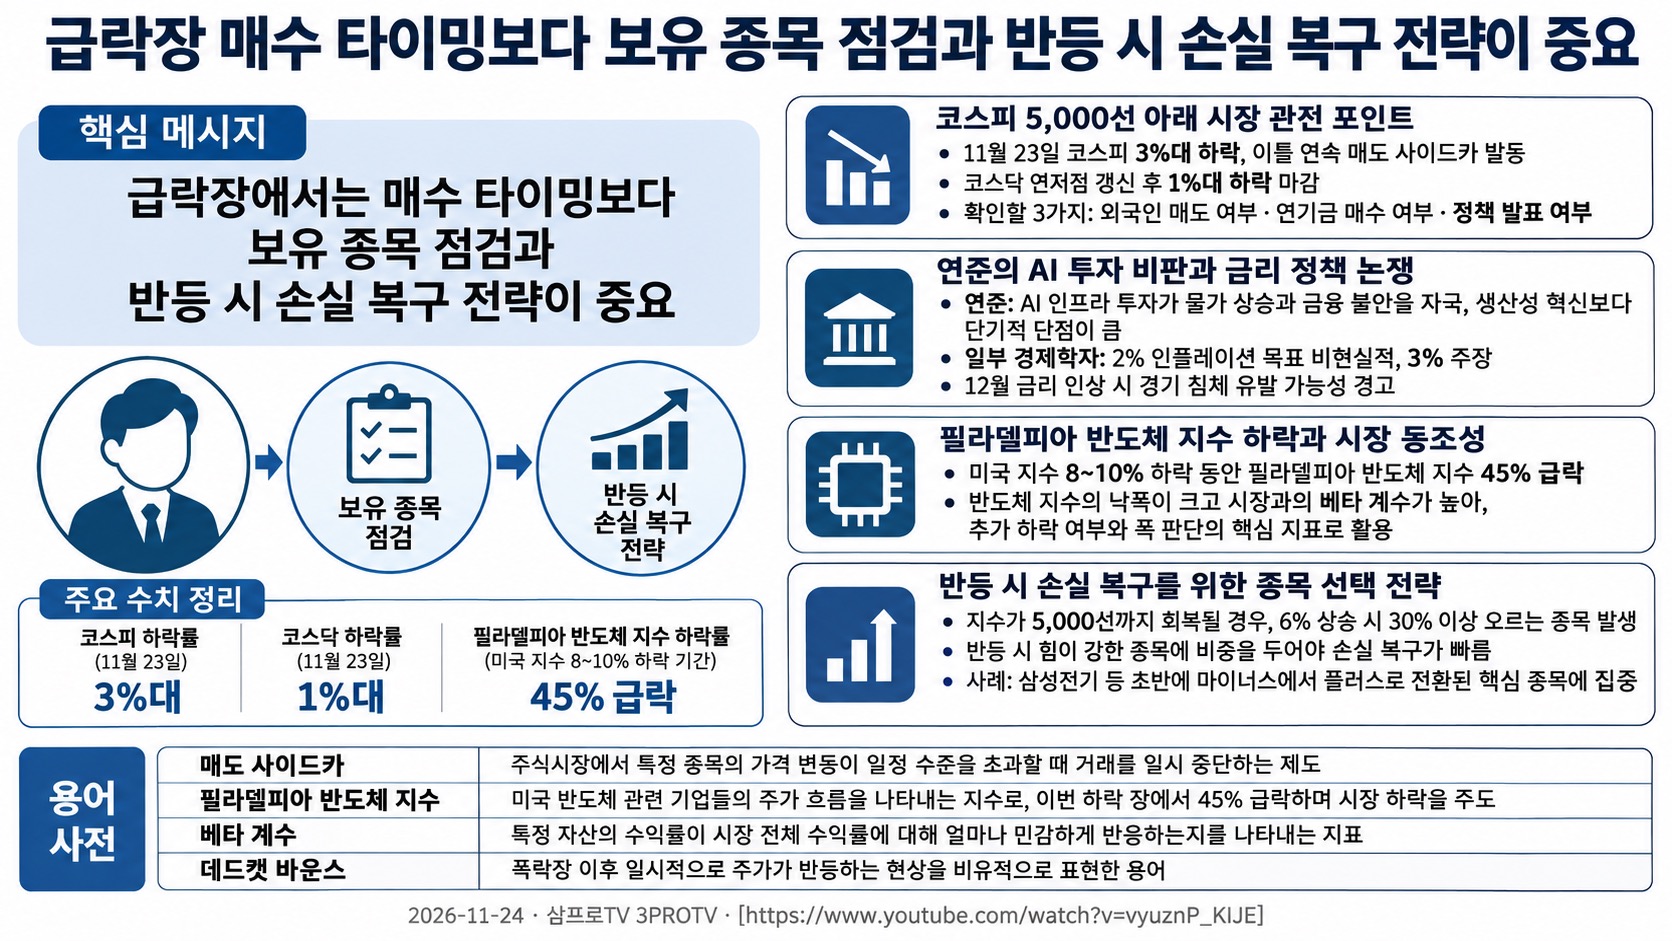 급락장 매수 타이밍보다 보유 종목 점검과 반등 시 손실 복구 전략이 중요
핵심 메시지
급락장에서는 매수 타이밍보다
보유 종목 점검과
반등 시 손실 복구 전략이 중요
보유 종목
점검
반등 시
손실 복구
전략
주요 수치 정리
코스피 하락률
(11월 23일)
3%대
코스닥 하락률
(11월 23일)
1%대
필라델피아 반도체 지수 하락률
(미국 지수 8~10% 하락 기간)
45% 급락
코스피 5,000선 아래 시장 관전 포인트
• 11월 23일 코스피 3%대 하락, 이틀 연속 매도 사이드카 발동
• 코스닥 연저점 갱신 후 1%대 하락 마감
• 확인할 3가지: 외국인 매도 여부 · 연기금 매수 여부 · 정책 발표 여부
연준의 AI 투자 비판과 금리 정책 논쟁
• 연준: AI 인프라 투자가 물가 상승과 금융 불안을 자국, 생산성 혁신보다
단기적 단점이 큼
• 일부 경제학자: 2% 인플레이션 목표 비현실적, 3% 주장
• 12월 금리 인상 시 경기 침체 유발 가능성 경고
필라델피아 반도체 지수 하락과 시장 동조성
• 미국 지수 8~10% 하락 동안 필라델피아 반도체 지수 45% 급락
• 반도체 지수의 낙폭이 크고 시장과의 베타 계수가 높아,
추가 하락 여부와 폭 판단의 핵심 지표로 활용
반등 시 손실 복구를 위한 종목 선택 전략
• 지수가 5,000선까지 회복될 경우, 6% 상송 시 30% 이상 오르는 종목 발생
• 반등 시 힘이 강한 종목에 비중을 두어야 손실 복구가 빠름
• 사례: 삼성전기 등 초반에 마이너스에서 플러스로 전환된 핵심 종목에 집중
용어
사전
매도 사이드카
주식시장에서 특정 종목의 가격 변동이 일정 수준을 초과할 때 거래를 일시 중단하는 제도
필라델피아 반도체 지수
미국 반도체 관련 기업들의 주가 흐름을 나타내는 지수로, 이번 하락 장에서 45% 급락하며 시장 하락을 주도
베타 계수
특정 자산의 수익률이 시장 전체 수익률에 대해 얼마나 민감하게 반응하는지를 나타내는 지표
데드캣 바운스
폭락장 이후 일시적으로 주가가 반등하는 현상을 비유적으로 표현한 용어
2026-11-24 · 삼프로TV 3PROTV · [https://www.youtube.com/watch?v=vyuznP_KIJE]